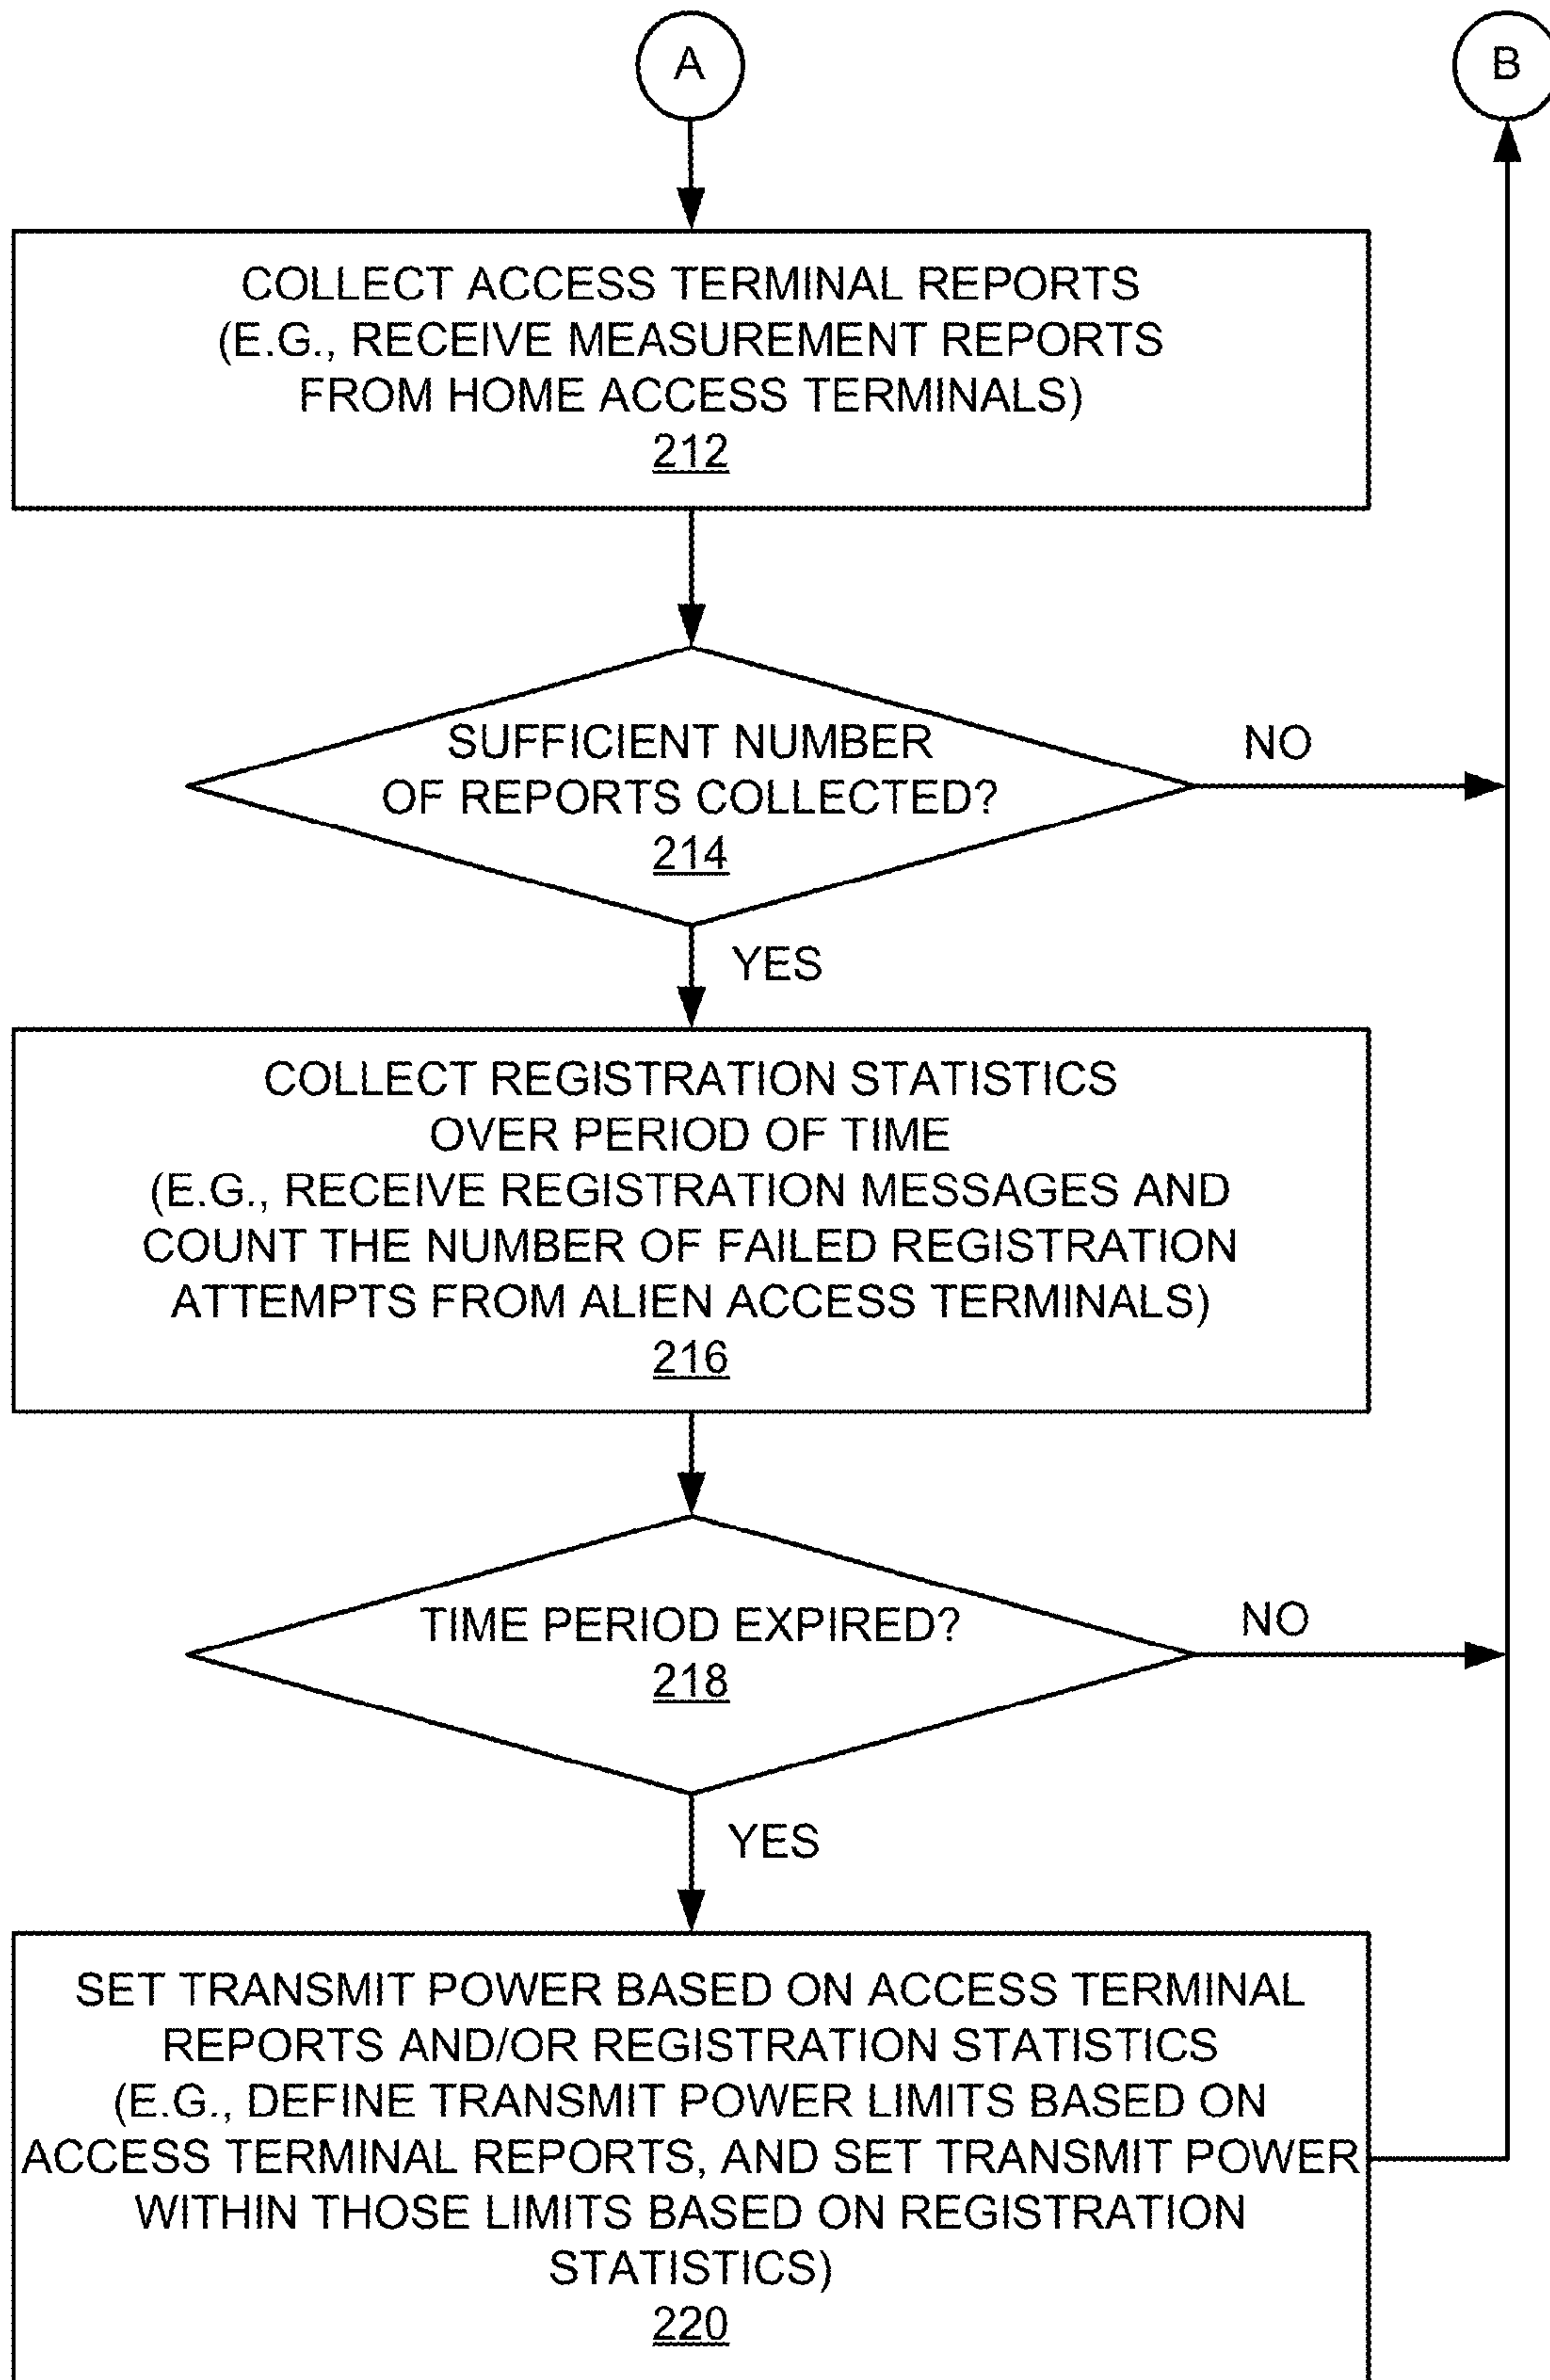 A
B
COLLECT ACCESS TERMINAL REPORTS
(E.G., RECEIVE MEASUREMENT REPORTS
FROM HOME ACCESS TERMINALS)
212
SUFFICIENT NUMBER
OF REPORTS COLLECTED?
214
NO
YES
COLLECT REGISTRATION STATISTICS
OVER PERIOD OF TIME
(E.G., RECEIVE REGISTRATION MESSAGES AND
COUNT THE NUMBER OF FAILED REGISTRATION
ATTEMPTS FROM ALIEN ACCESS TERMINALS)
216
TIME PERIOD EXPIRED?
218
NO
YES
SET TRANSMIT POWER BASED ON ACCESS TERMINAL
REPORTS AND/OR REGISTRATION STATISTICS
(E.G., DEFINE TRANSMIT POWER LIMITS BASED ON
ACCESS TERMINAL REPORTS, AND SET TRANSMIT POWER
WITHIN THOSE LIMITS BASED ON REGISTRATION
STATISTICS)
220